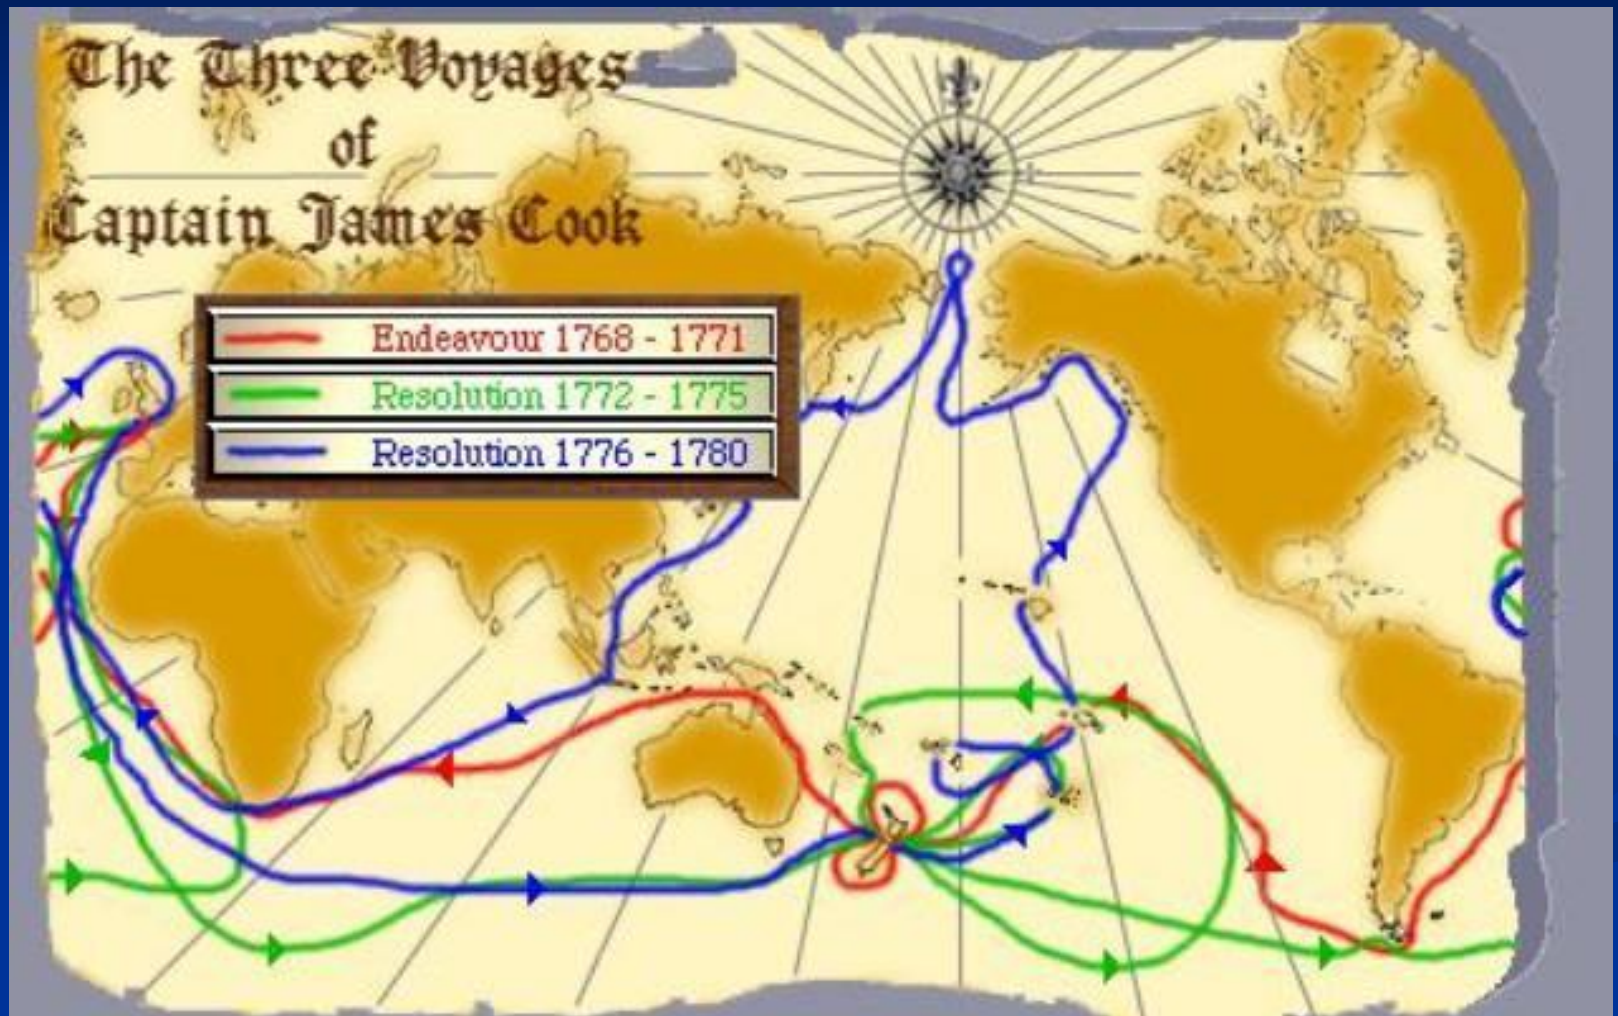 The Three Voyages
of
Captain James Cook
Endeavour 1768 - 1771
Resolution 1772 - 1775
Resolution 1776 - 1780